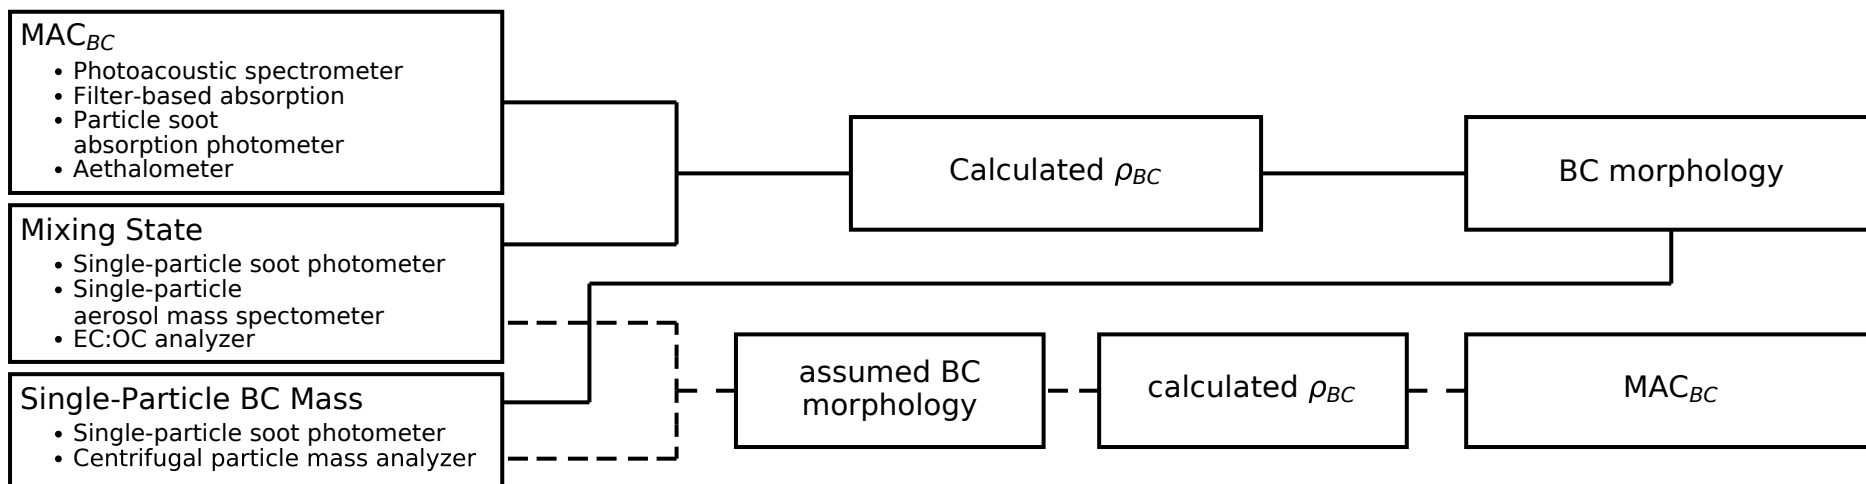 MAC_BC
• Photoacoustic spectrometer
• Filter-based absorption
• Particle soot
absorption photometer
• Aethalometer
Mixing State
• Single-particle soot photometer
• Single-particle
aerosol mass spectometer
• EC:OC analyzer
Single-Particle BC Mass
• Single-particle soot photometer
• Centrifugal particle mass analyzer
Calculated ρ_BC
BC morphology
assumed BC
morphology
calculated ρ_BC
MAC_BC